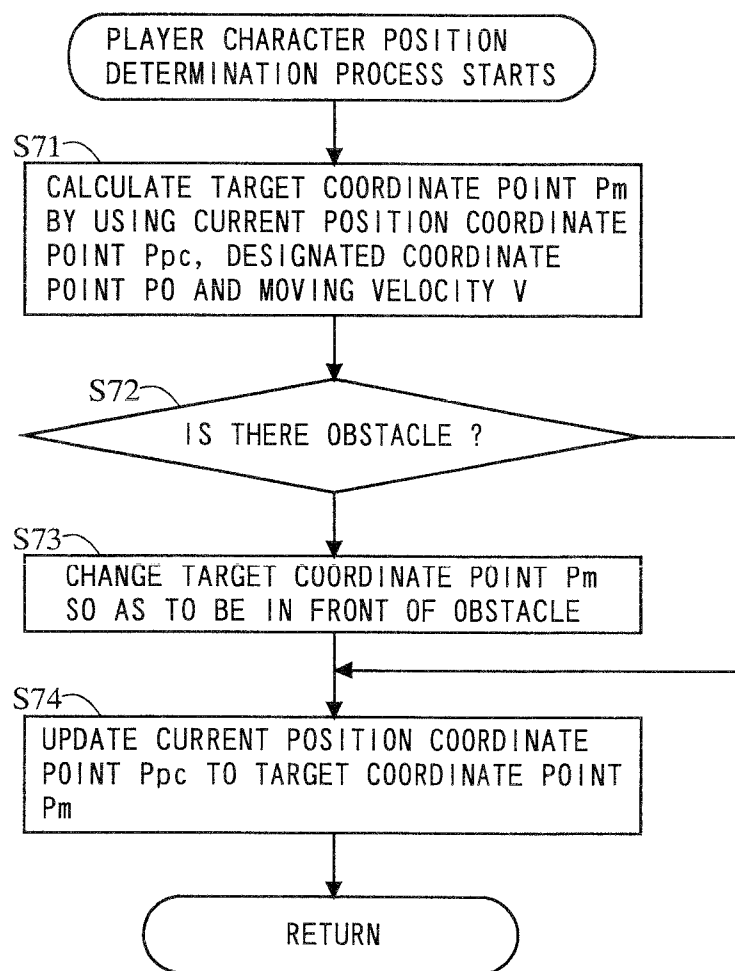 PLAYER CHARACTER POSITION
DETERMINATION PROCESS STARTS
S71
CALCULATE TARGET COORDINATE POINT Pm
BY USING CURRENT POSITION COORDINATE
POINT Ppc, DESIGNATED COORDINATE
POINT P0 AND MOVING VELOCITY V
S72
IS THERE OBSTACLE ?
S73
CHANGE TARGET COORDINATE POINT Pm
SO AS TO BE IN FRONT OF OBSTACLE
S74
UPDATE CURRENT POSITION COORDINATE
POINT Ppc TO TARGET COORDINATE POINT
Pm
RETURN